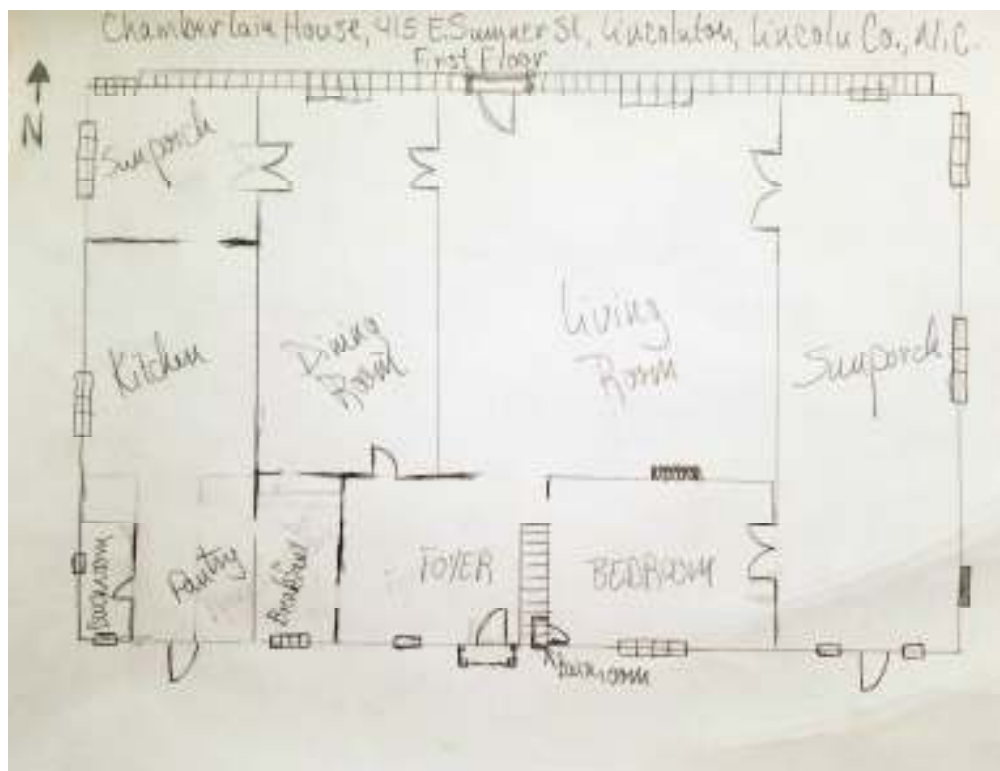 Chamberlain House, 415 E Sumner St, Lincolnton, Lincoln Co., N.C.
First Floor
N
Sunporch
Kitchen
Dining
Room
Living
Room
Sunporch
Bathroom
Pantry
Breakfast
FOYER
BEDROOM
Bathroom